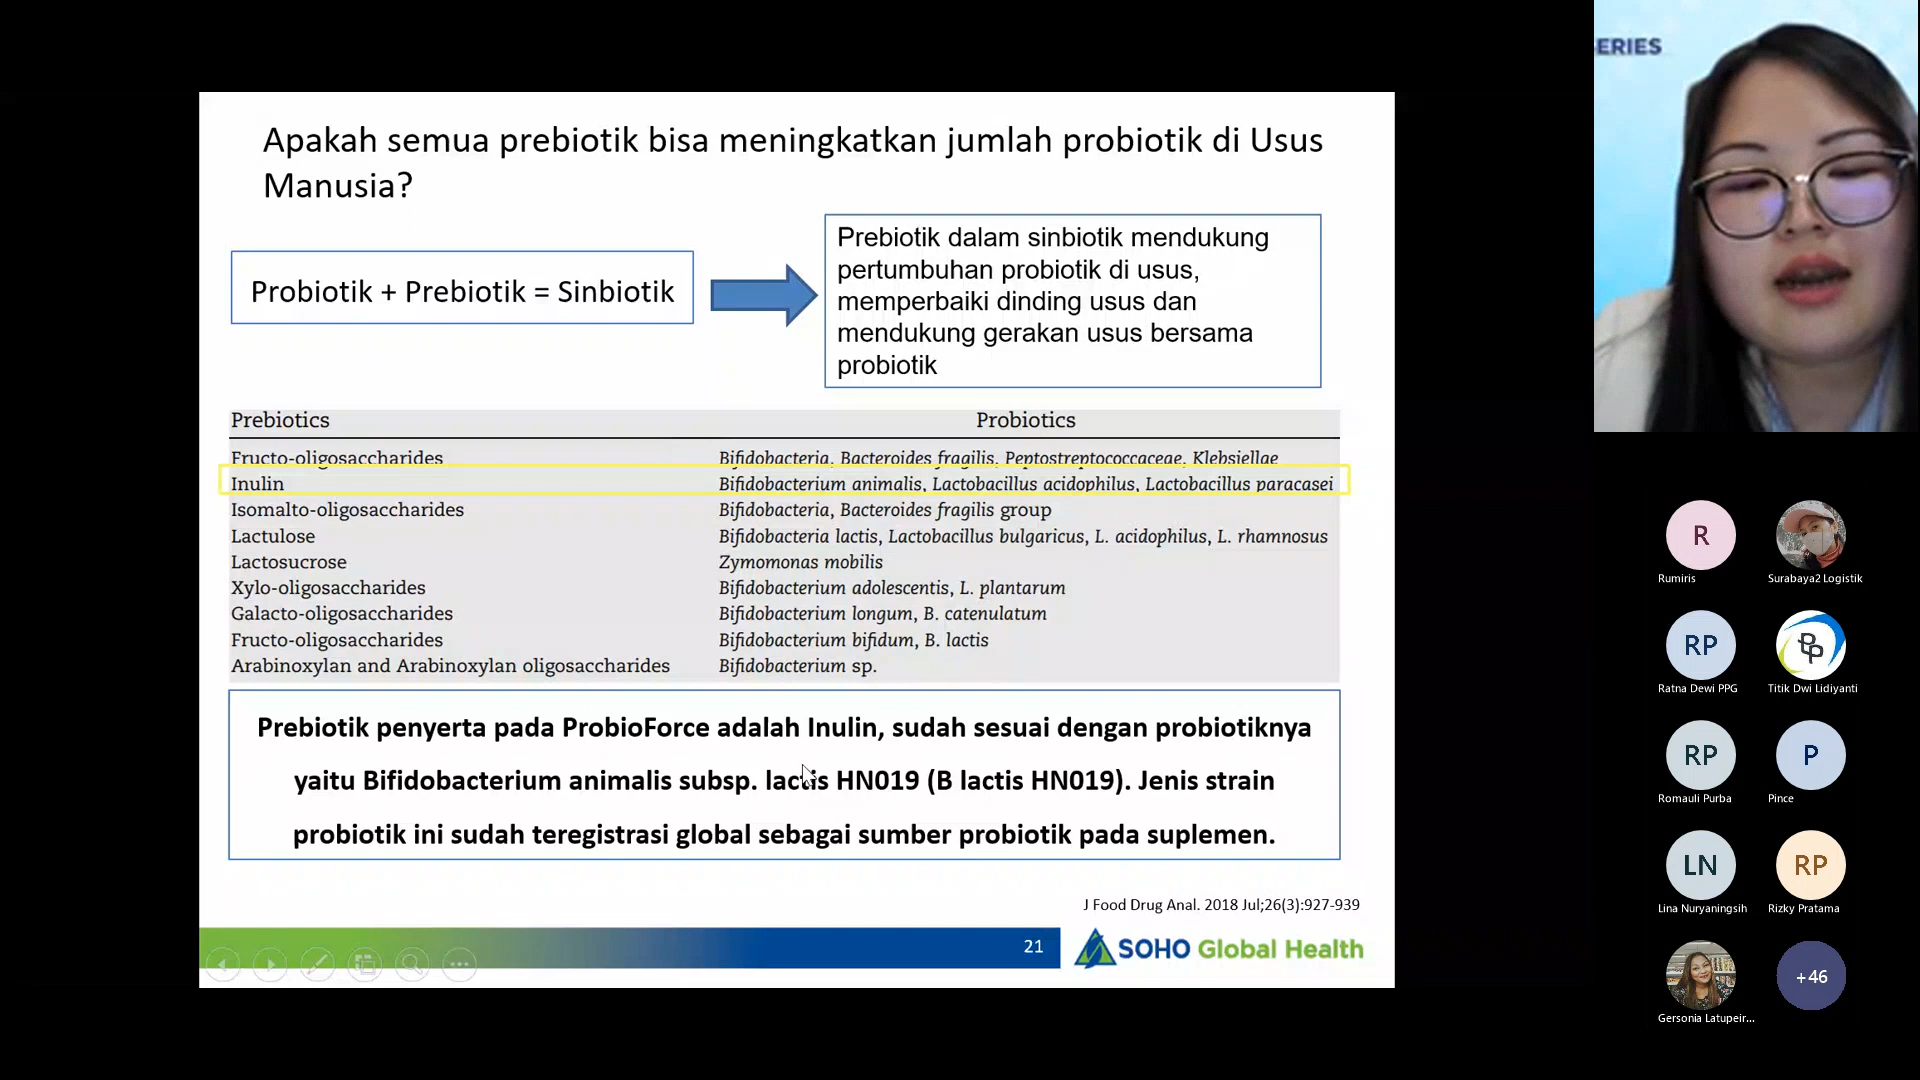 ERIES
Apakah semua prebiotik bisa meningkatkan jumlah probiotik di Usus
Manusia?
Probiotik + Prebiotik = Sinbiotik
Prebiotik dalam sinbiotik mendukung
pertumbuhan probiotik di usus,
memperbaiki dinding usus dan
mendukung gerakan usus bersama
probiotik
Prebiotics Probiotics
Fructo-oligosaccharides Bifidobacteria, Bacteroides fragilis, Peptostreptococcaceae, Klebsiellae
Inulin Bifidobacterium animalis, Lactobacillus acidophilus, Lactobacillus paracasei
Isomalto-oligosaccharides Bifidobacteria, Bacteroides fragilis group
Lactulose Bifidobacteria lactis, Lactobacillus bulgaricus, L. acidophilus, L. rhamnosus
Lactosucrose Zymomonas mobilis
Xylo-oligosaccharides Bifidobacterium adolescentis, L. plantarum
Galacto-oligosaccharides Bifidobacterium longum, B. catenulatum
Fructo-oligosaccharides Bifidobacterium bifidum, B. lactis
Arabinoxylan and Arabinoxylan oligosaccharides Bifidobacterium sp.
Prebiotik penyerta pada ProbioForce adalah Inulin, sudah sesuai dengan probiotiknya
yaitu Bifidobacterium animalis subsp. lactis HN019 (B lactis HN019). Jenis strain
probiotik ini sudah teregistrasi global sebagai sumber probiotik pada suplemen.
J Food Drug Anal. 2018 Jul;26(3):927-939
21
SOHO Global Health
R
Rumiris
Surabaya2 Logistik
RP
Ratna Dewi PPG
Titik Dwi Lidiyanti
RP
Romauli Purba
P
Pince
LN
Lina Nuryaningsih
RP
Rizky Pratama
Gersonia Latupeir...
+46